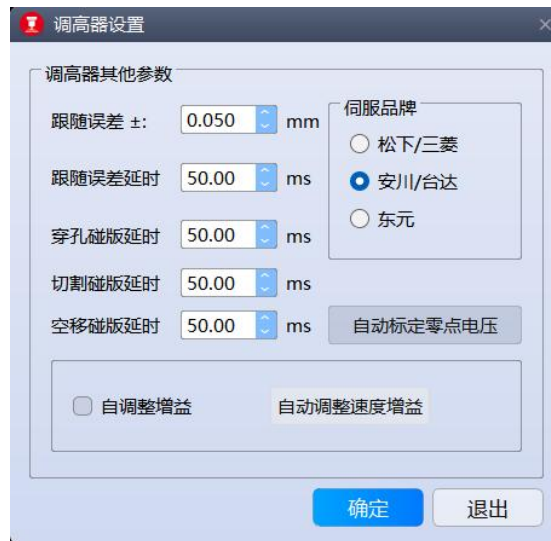 调高器设置
调高器其他参数
跟随误差 ±: 0.050 mm
伺服品牌
松下/三菱
跟随误差延时 50.00 ms
安川/台达
东元
穿孔碰版延时 50.00 ms
切割碰版延时 50.00 ms
空移碰版延时 50.00 ms
自动标定零点电压
自调整增益
自动调整速度增益
确定
退出